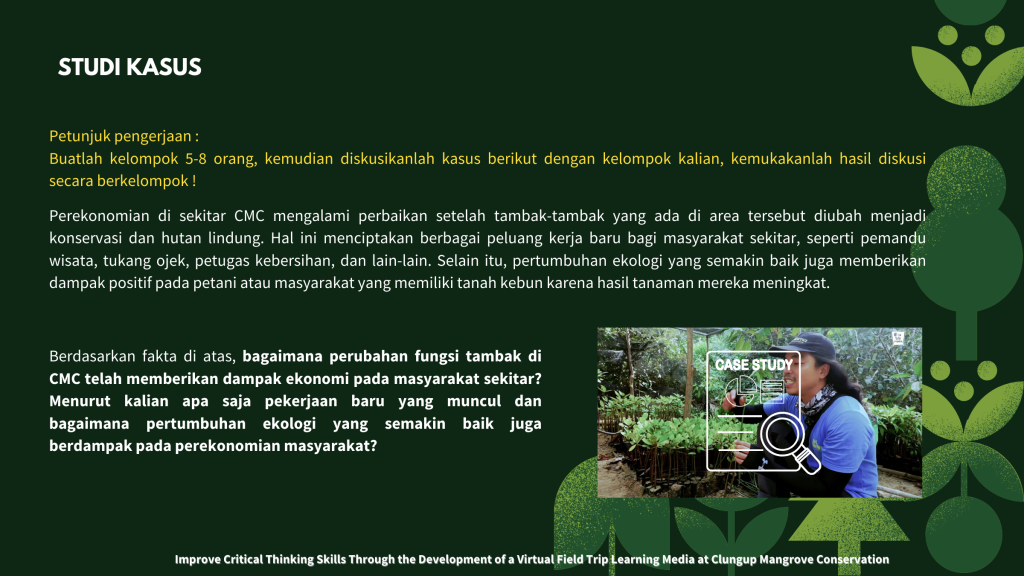 STUDI KASUS
Petunjuk pengerjaan :
Buatlah kelompok 5-8 orang, kemudian diskusikanlah kasus berikut dengan kelompok kalian, kemukakanlah hasil diskusi
secara berkelompok !
Perekonomian di sekitar CMC mengalami perbaikan setelah tambak-tambak yang ada di area tersebut diubah menjadi
konservasi dan hutan lindung. Hal ini menciptakan berbagai peluang kerja baru bagi masyarakat sekitar, seperti pemandu
wisata, tukang ojek, petugas kebersihan, dan lain-lain. Selain itu, pertumbuhan ekologi yang semakin baik juga memberikan
dampak positif pada petani atau masyarakat yang memiliki tanah kebun karena hasil tanaman mereka meningkat.
Berdasarkan fakta di atas, bagaimana perubahan fungsi tambak di
CMC telah memberikan dampak ekonomi pada masyarakat sekitar?
Menurut kalian apa saja pekerjaan baru yang muncul dan
bagaimana pertumbuhan ekologi yang semakin baik juga
berdampak pada perekonomian masyarakat?
CASE STUDY
Improve Critical Thinking Skills Through the Development of a Virtual Field Trip Learning Media at Clungup Mangrove Conservation